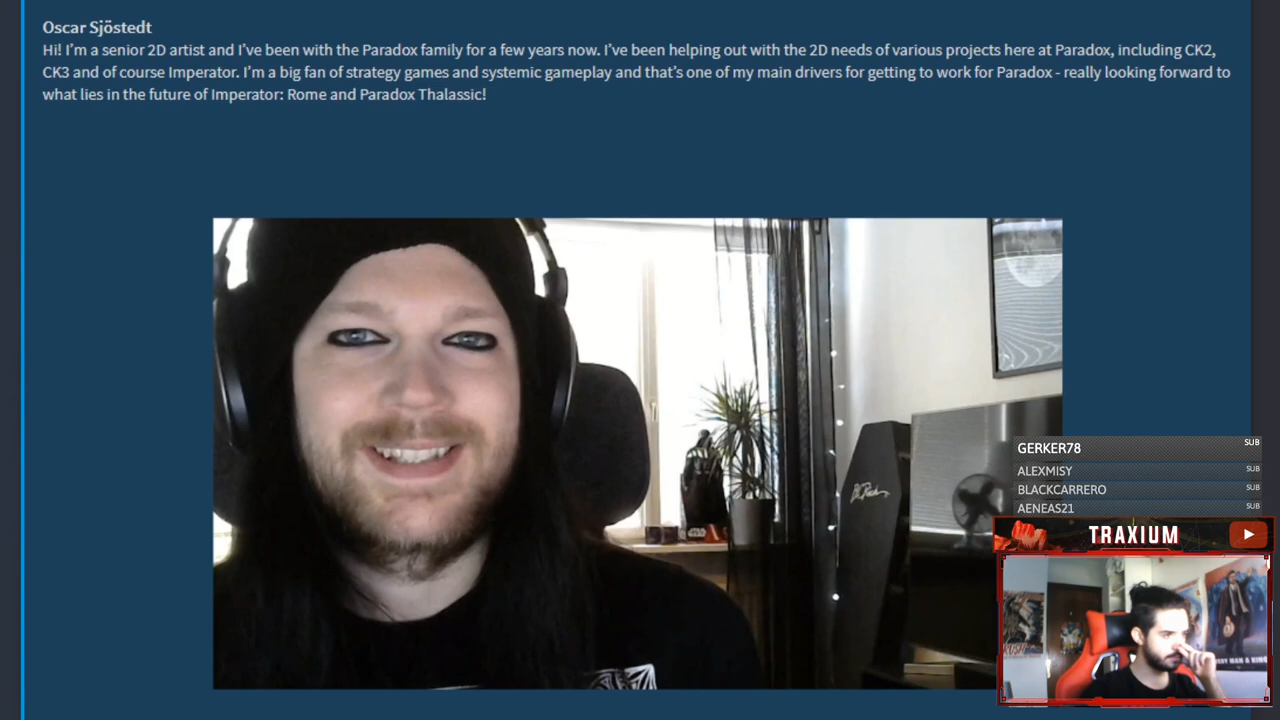 Oscar Sjöstedt
Hi! I'm a senior 2D artist and I've been with the Paradox family for a few years now. I've been helping out with the 2D needs of various projects here at Paradox, including CK2,
CK3 and of course Imperator. I'm a big fan of strategy games and systemic gameplay and that's one of my main drivers for getting to work for Paradox - really looking forward to
what lies in the future of Imperator: Rome and Paradox Thalassic!
GERKER78 SUB
ALEXMISY SUB
BLACKCARRERO SUB
AENEAS21 SUB
TRAXIUM